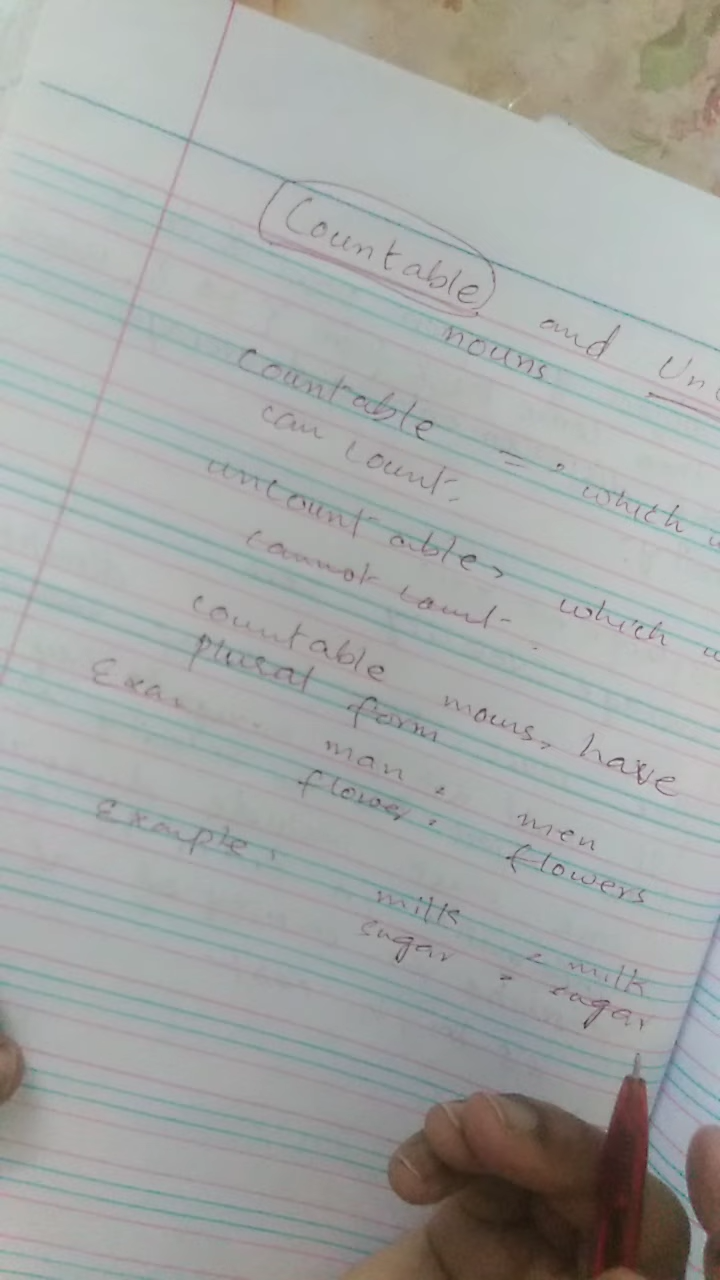 Countable and Un
nouns.
Countable = which
can count.
uncountable, which
cannot count.
countable nouns, have
plural form
man . men
flower . flowers
Example.
milk . milk
sugar . sugar